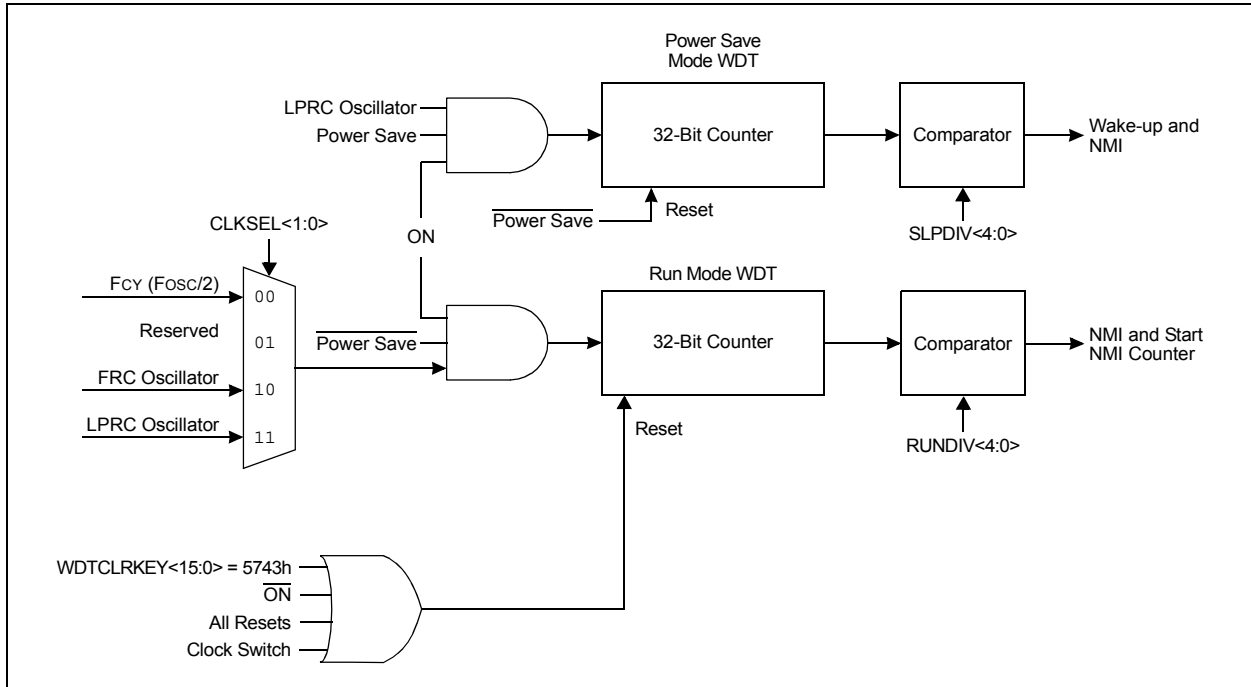 Power Save
Mode WDT
LPRC Oscillator
Power Save
32-Bit Counter
Comparator
Wake-up and
NMI
Power Save
Reset
SLPDIV<4:0>
CLKSEL<1:0>
ON
Run Mode WDT
FCY (FOSC/2)
00
Reserved
01
Power Save
32-Bit Counter
Comparator
NMI and Start
NMI Counter
FRC Oscillator
10
LPRC Oscillator
11
Reset
RUNDIV<4:0>
WDTCLRKEY<15:0> = 5743h
ON
All Resets
Clock Switch